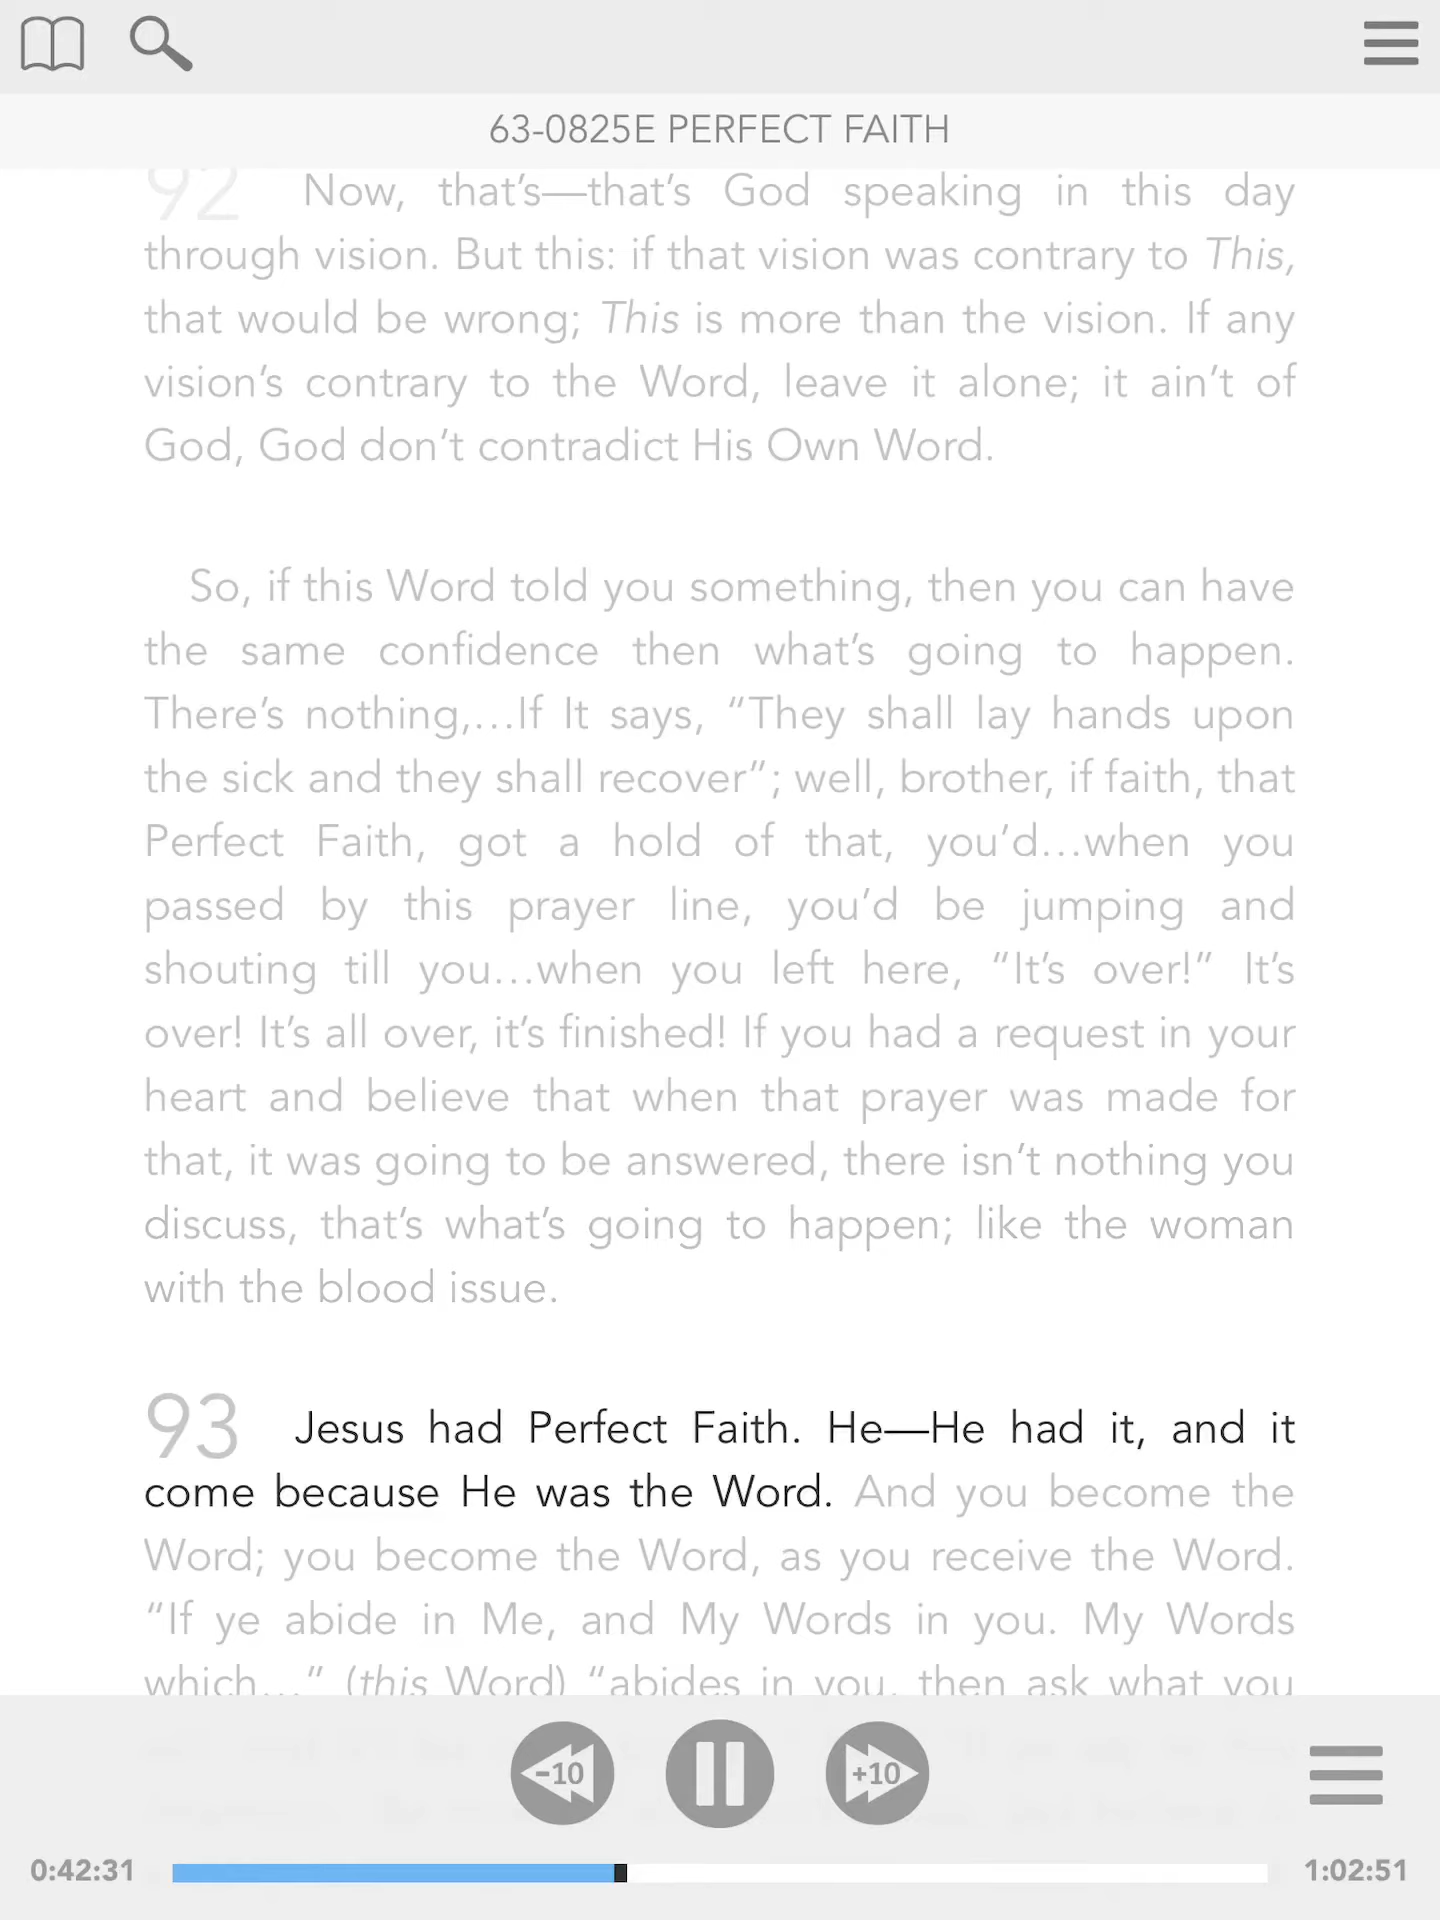 63-0825E PERFECT FAITH
92 Now, that’s—that’s God speaking in this day
through vision. But this: if that vision was contrary to This,
that would be wrong; This is more than the vision. If any
vision’s contrary to the Word, leave it alone; it ain’t of
God, God don’t contradict His Own Word.
So, if this Word told you something, then you can have
the same confidence then what’s going to happen.
There’s nothing,…If It says, “They shall lay hands upon
the sick and they shall recover”; well, brother, if faith, that
Perfect Faith, got a hold of that, you’d…when you
passed by this prayer line, you’d be jumping and
shouting till you…when you left here, “It’s over!” It’s
over! It’s all over, it’s finished! If you had a request in your
heart and believe that when that prayer was made for
that, it was going to be answered, there isn’t nothing you
discuss, that’s what’s going to happen; like the woman
with the blood issue.
93 Jesus had Perfect Faith. He—He had it, and it
come because He was the Word. And you become the
Word; you become the Word, as you receive the Word.
“If ye abide in Me, and My Words in you. My Words
which…” (this Word) “abides in you, then ask what you
-10 +10
0:42:31 1:02:51